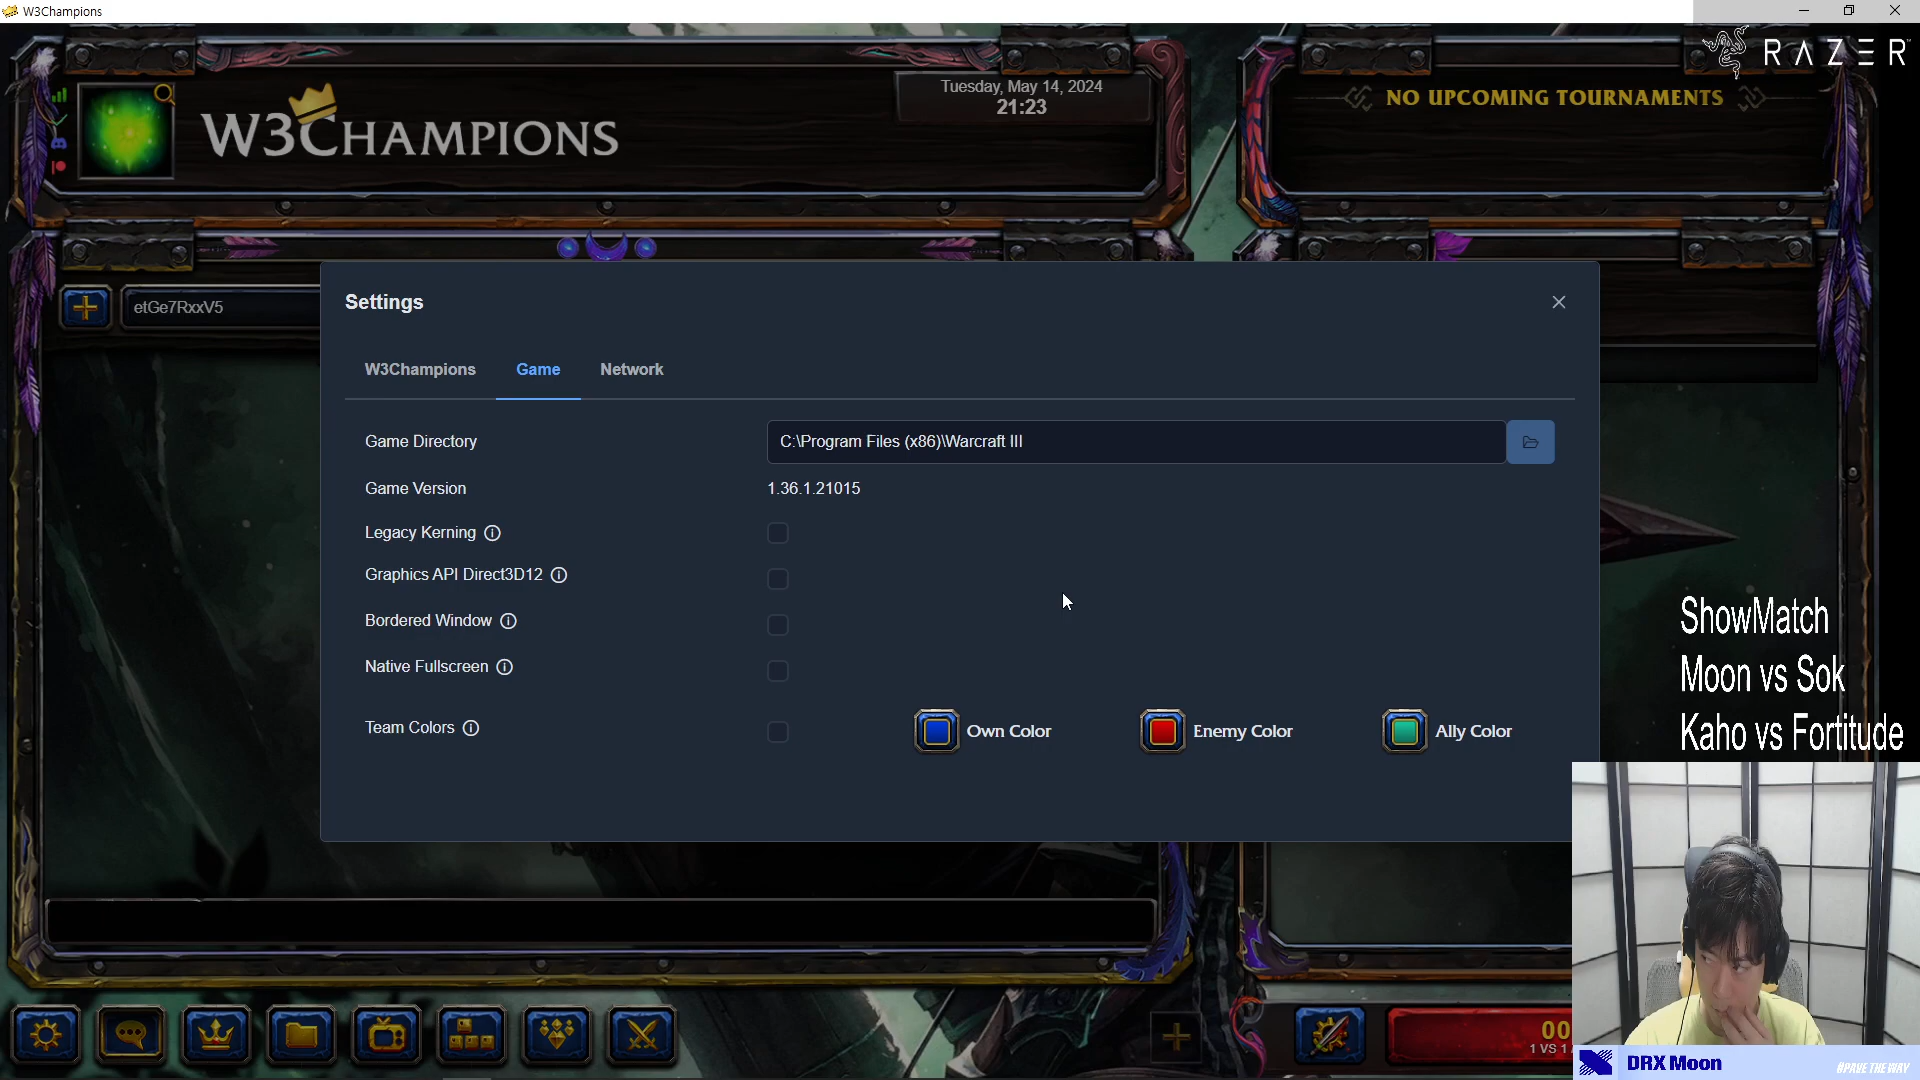 W3Champions
RAZER
Tuesday, May 14, 2024
21:23
W3CHAMPIONS
NO UPCOMING TOURNAMENTS
etGe7RxxV5
Settings
W3Champions
Game
Network
Game Directory
C:\Program Files (x86)\Warcraft III
Game Version
1.36.1.21015
Legacy Kerning
Graphics API Direct3D12
Bordered Window
Native Fullscreen
Team Colors
Own Color
Enemy Color
Ally Color
ShowMatch
Moon vs Sok
Kaho vs Fortitude
00
1 VS 1
DRX Moon
#PAVE THE WAY